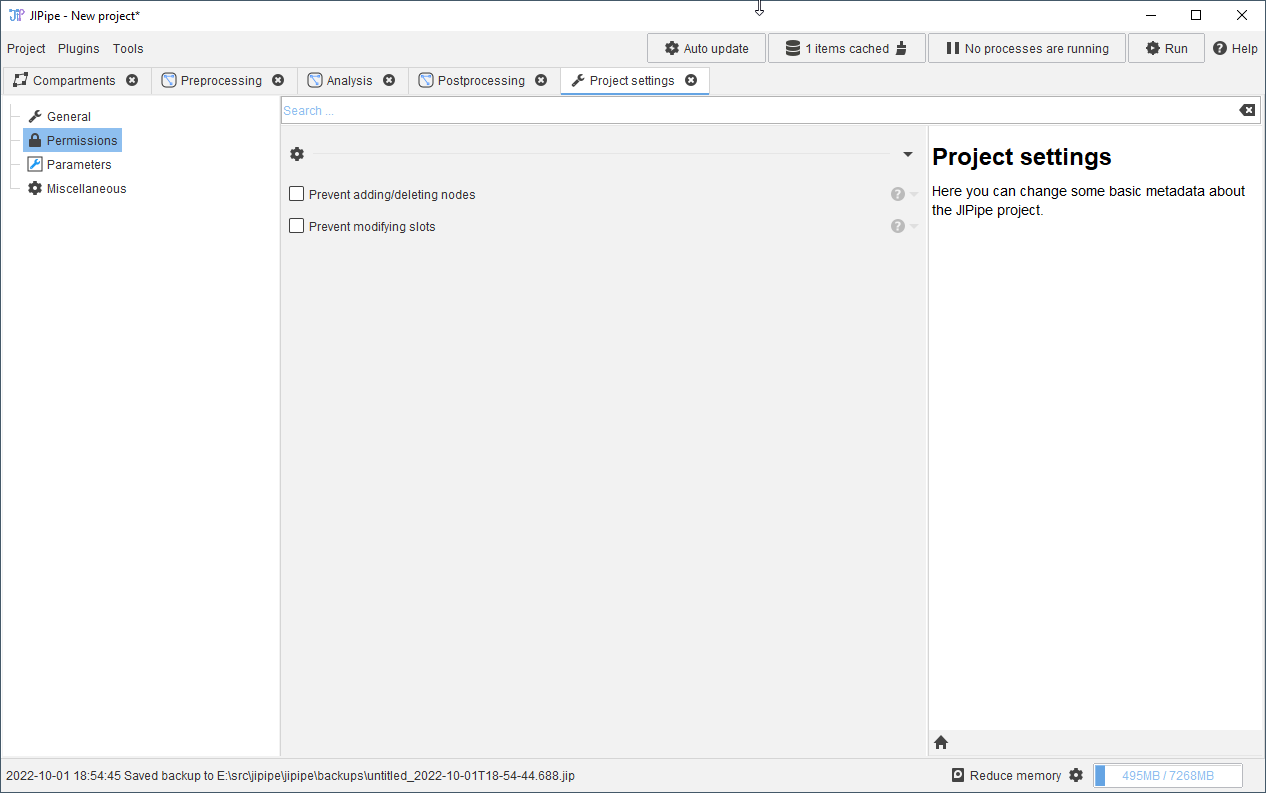 JIPipe - New project*
Project Plugins Tools Auto update 1 items cached No processes are running Run Help
Compartments Preprocessing Analysis Postprocessing Project settings
General
Permissions
Parameters
Miscellaneous
Search ...
Prevent adding/deleting nodes
Prevent modifying slots
Project settings
Here you can change some basic metadata about
the JIPipe project.
2022-10-01 18:54:45 Saved backup to E:\src\jipipe\jipipe\backups\untitled_2022-10-01T18-54-44.688.jip
Reduce memory 495MB / 7268MB